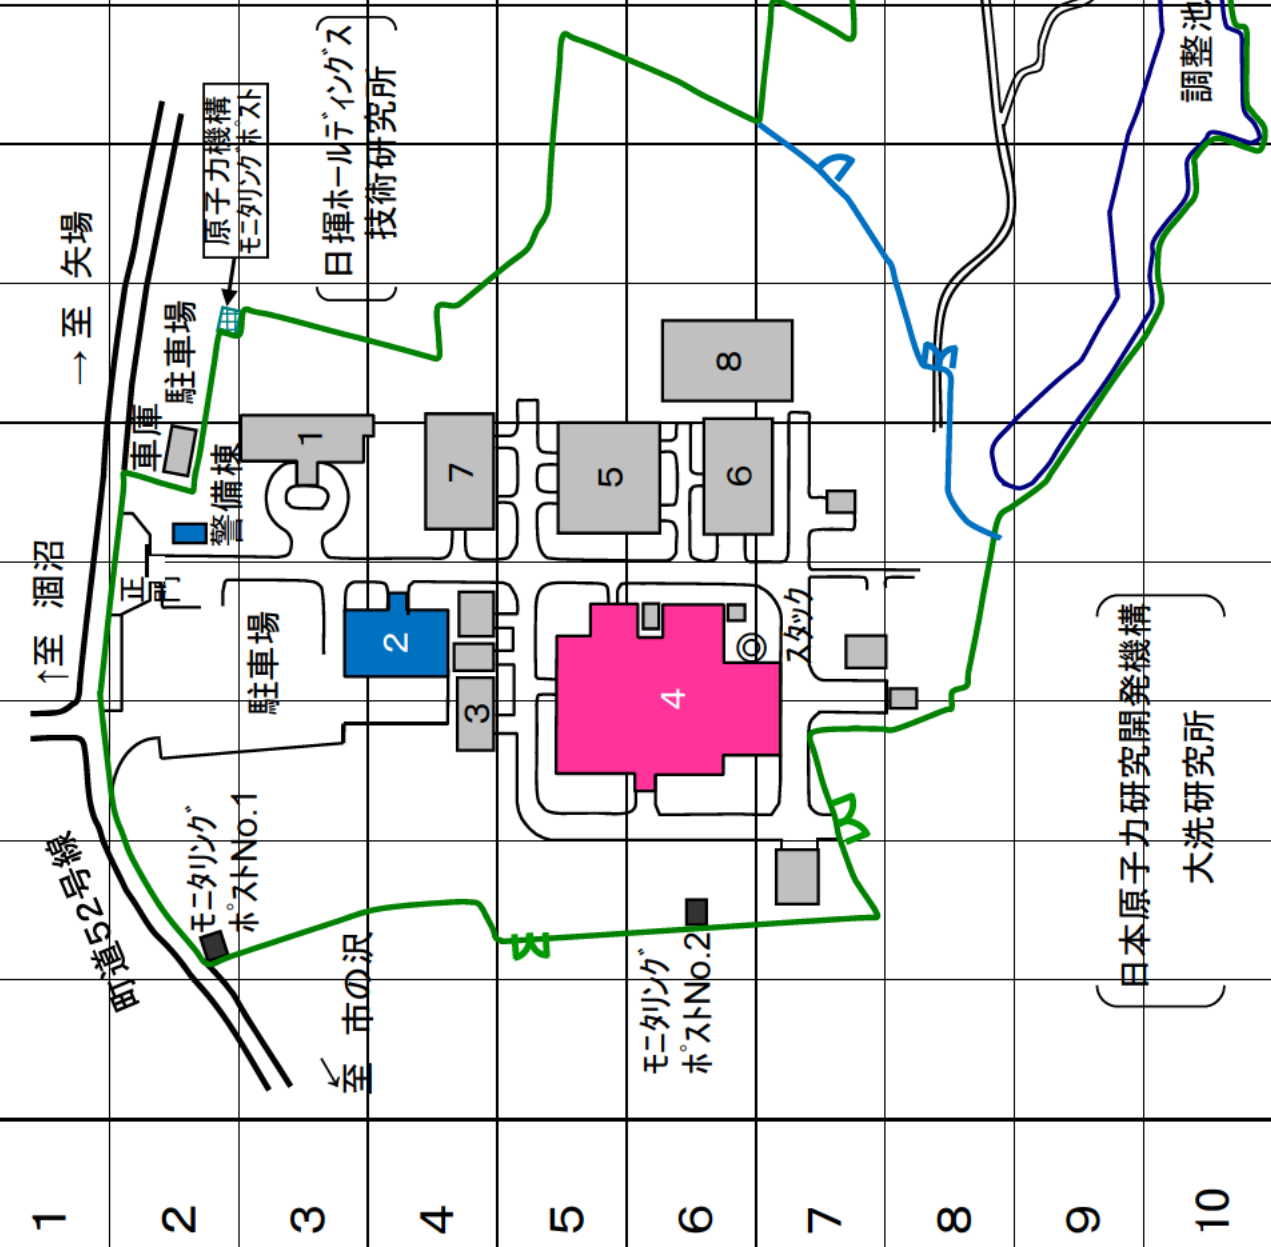 → 至 矢場
原子力機構
モニタリングポスト
日揮ホールディングス
技術研究所
調整池
駐車場
車庫
警備棟
1
7
5
6
8
↑至 涸沼
正門
駐車場
2
3
4
スタック
町道52号線
モニタリング
ポストNo.1
↙至 市の沢
モニタリング
ポストNo.2
日本原子力研究開発機構
大洗研究所
1
2
3
4
5
6
7
8
9
10